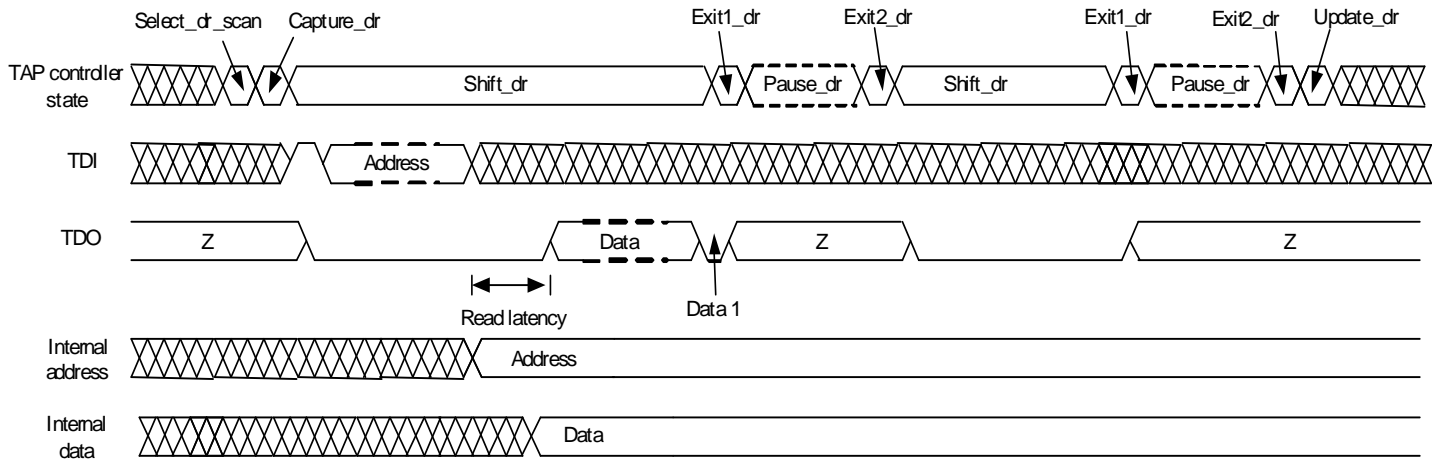 Select_dr_scan
Capture_dr
Exit1_dr
Exit2_dr
Exit1_dr
Exit2_dr
Update_dr
TAP controller
state
Shift_dr
Pause_dr
Shift_dr
Pause_dr
TDI
Address
TDO
Z
Data
Z
Z
Read latency
Data 1
Internal
address
Address
Internal
data
Data